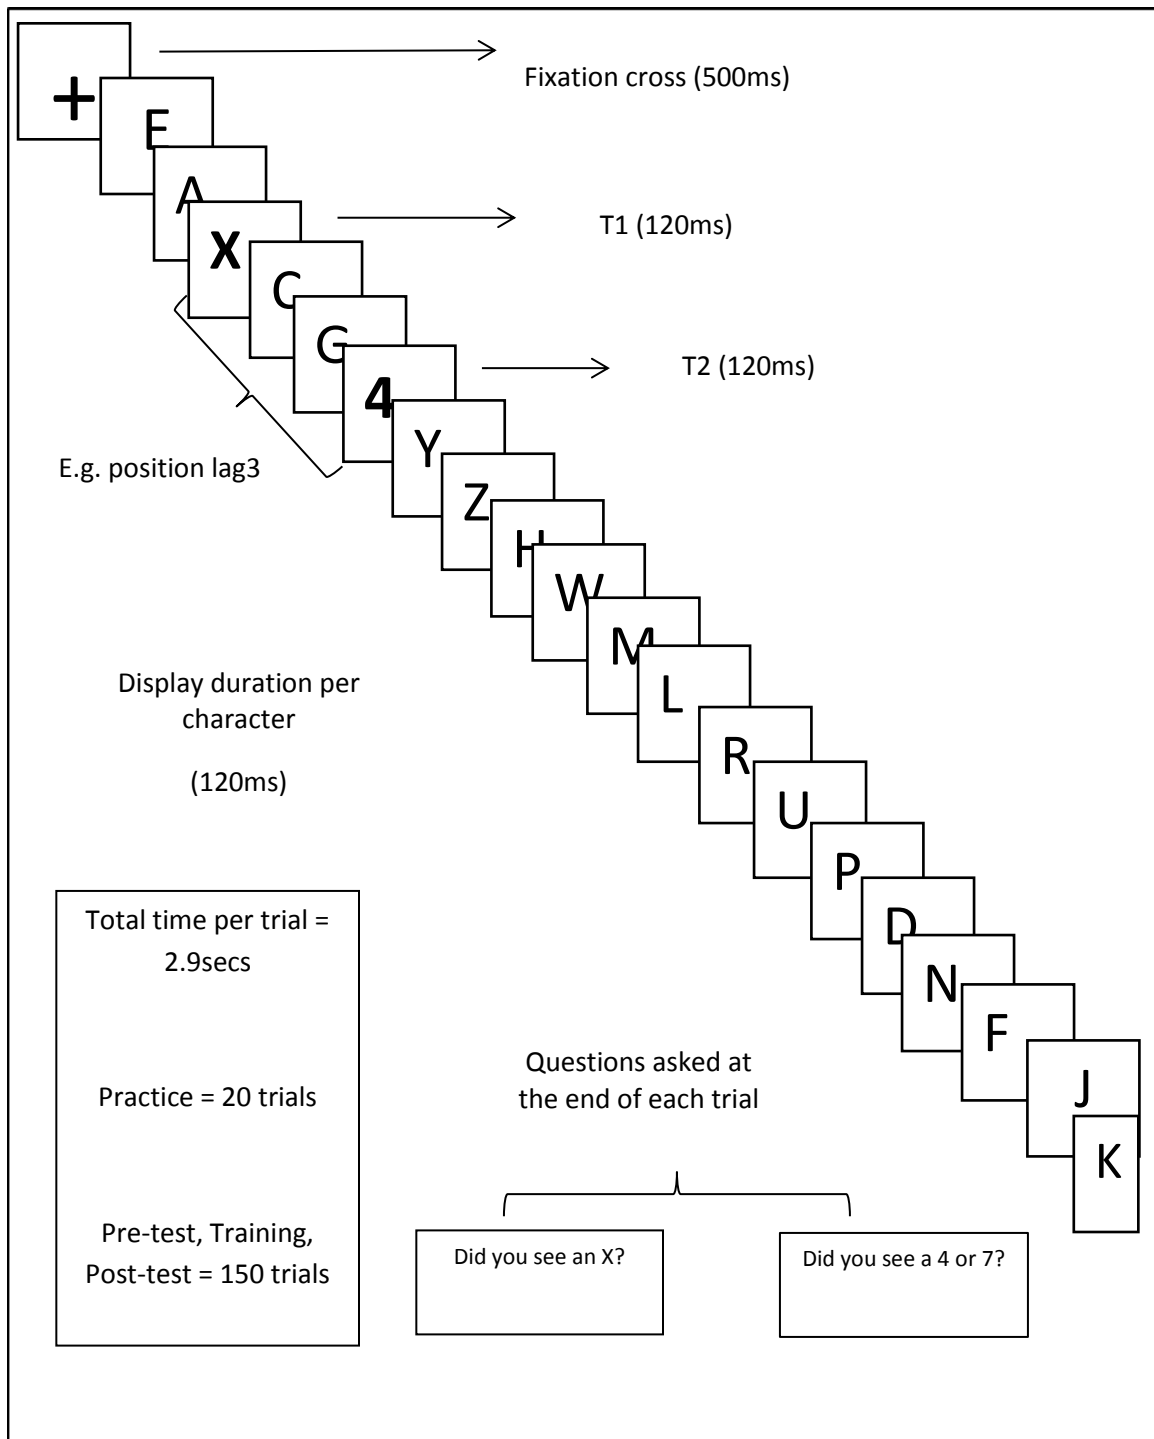 +
Fixation cross (500ms)
E
A
X
T1 (120ms)
C
G
4
T2 (120ms)
Y
E.g. position lag3
Z
H
W
M
Display duration per
character
(120ms)
L
R
U
P
D
N
F
J
K
Total time per trial =
2.9secs
Practice = 20 trials
Pre-test, Training,
Post-test = 150 trials
Questions asked at
the end of each trial
Did you see an X?
Did you see a 4 or 7?